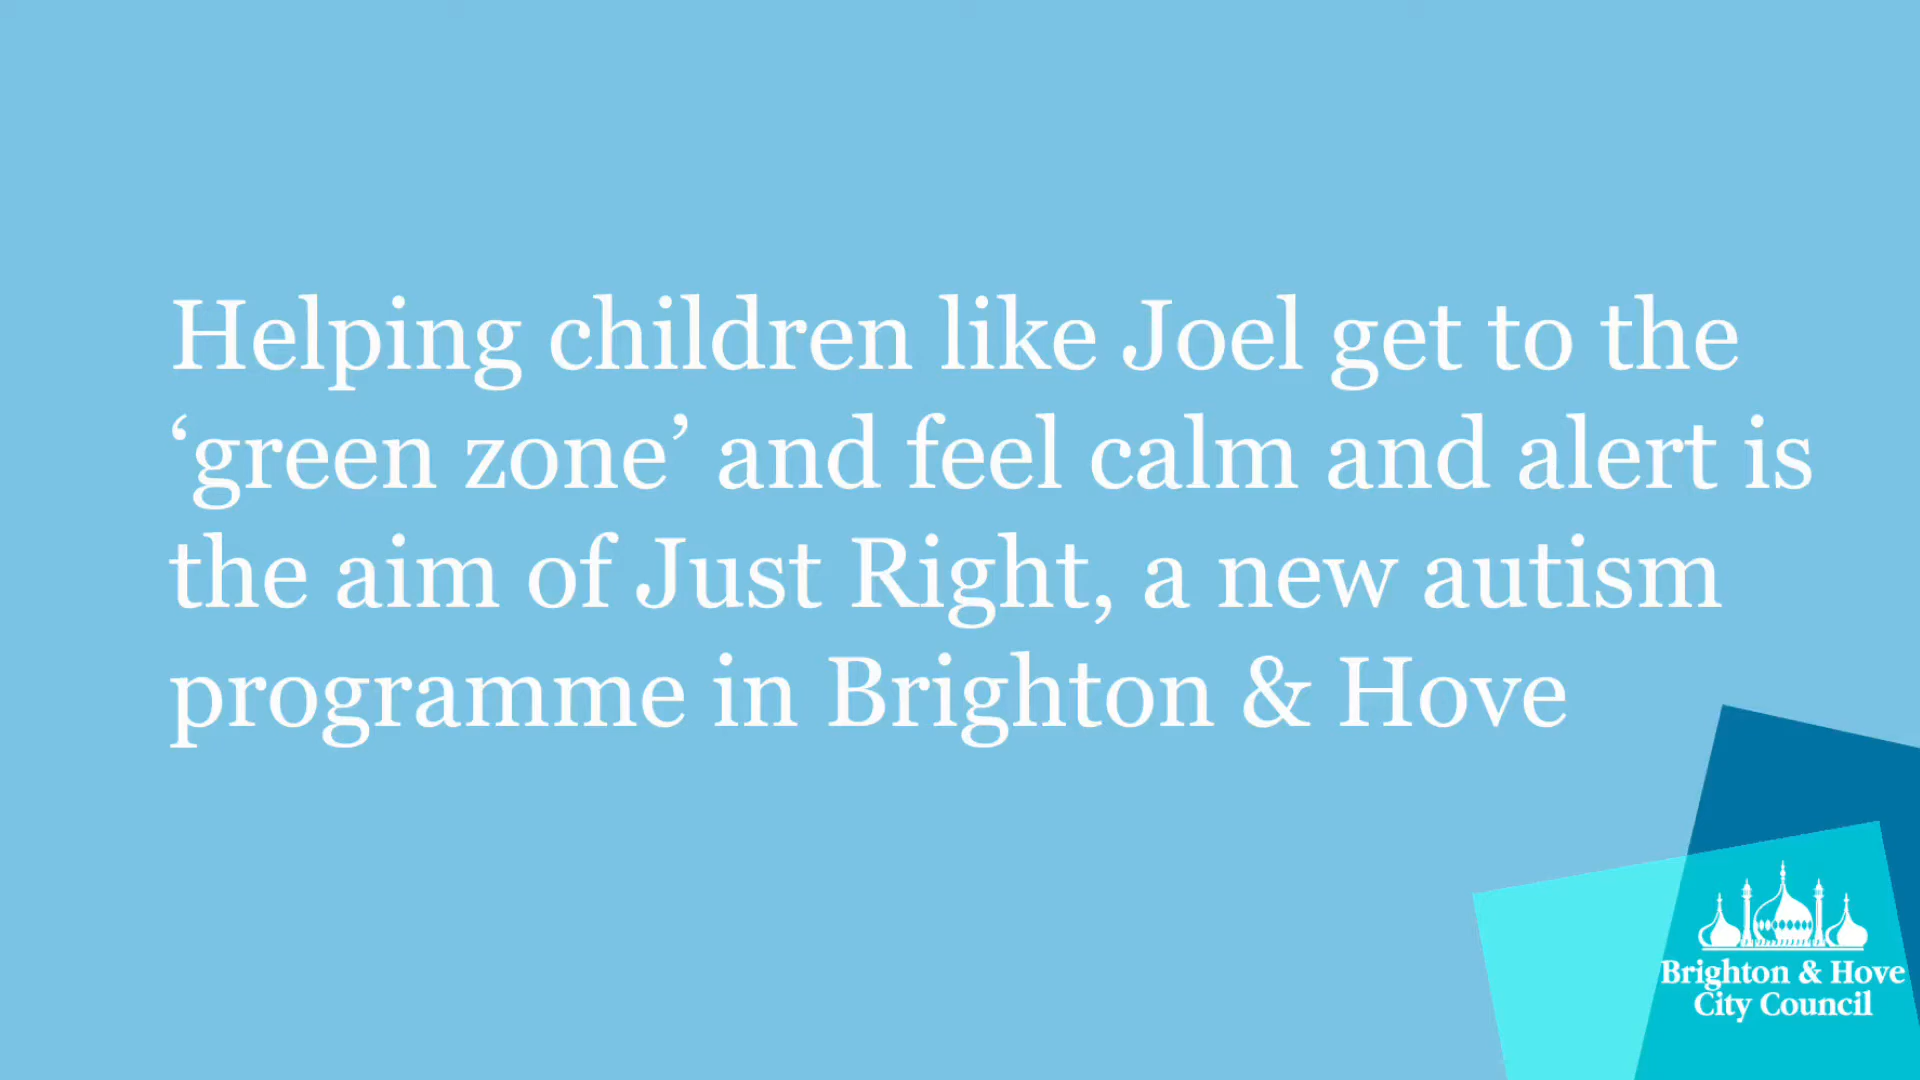 Helping children like Joel get to the
‘green zone’ and feel calm and alert is
the aim of Just Right, a new autism
programme in Brighton & Hove
Brighton & Hove
City Council